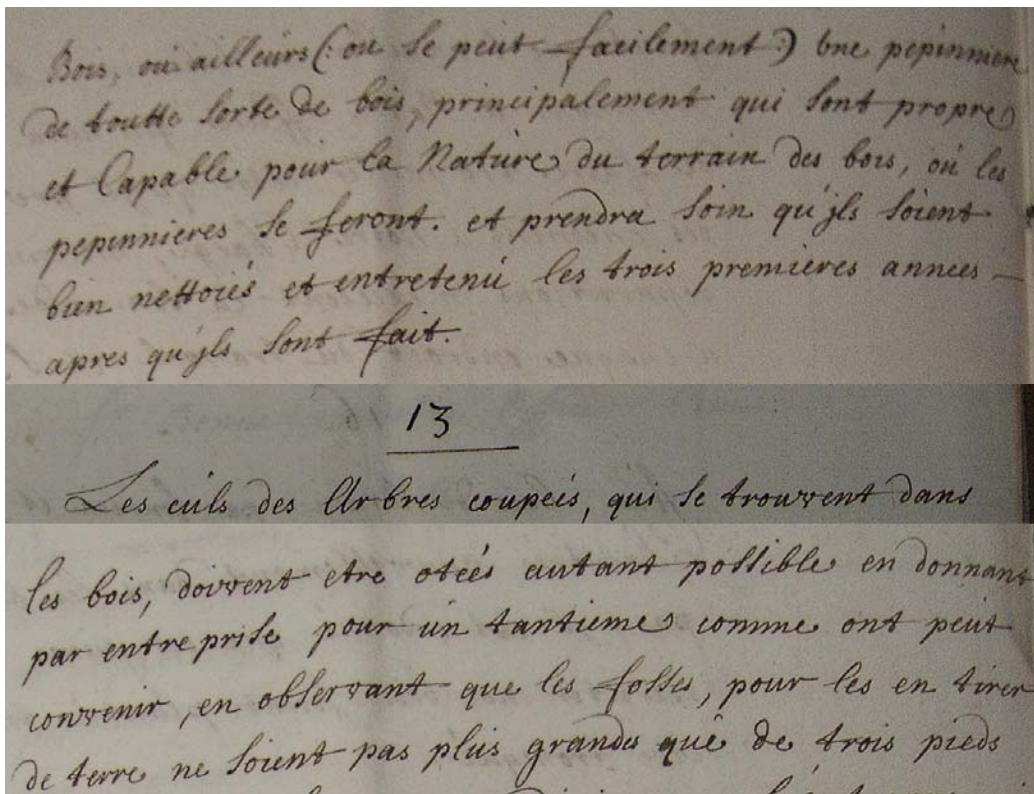 Bois, ou ailleurs (: ou se peut facilement :) une pepinniere
de toutte sorte de bois, principalement qui sont propre
et Capable pour la Nature du terrain des bois, ou les
pepinnieres se feront. et prendra soin qu'jls soient
bien nettoiés et entretenu les trois premieres annees
apres qu'jls sont fait.
13
Les culs des Arbres coupeés, qui se trouvent dans
les bois, doivent etre oteés autant possible en donnant
par entreprise pour un tantieme comme ont peut
convenir, en observant que les fosses, pour les en tirer
de terre ne soient pas plus grandes que de trois pieds